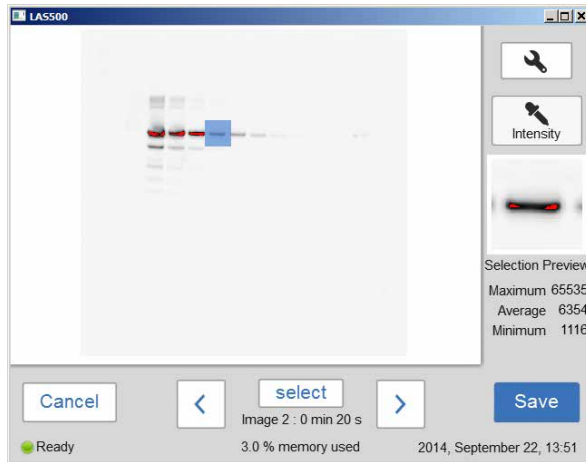 LAS500
Intensity
Selection Preview
Maximum 65535
Average 6354
Minimum 1116
Cancel
select
Save
Image 2 : 0 min 20 s
Ready
3.0 % memory used
2014, September 22, 13:51